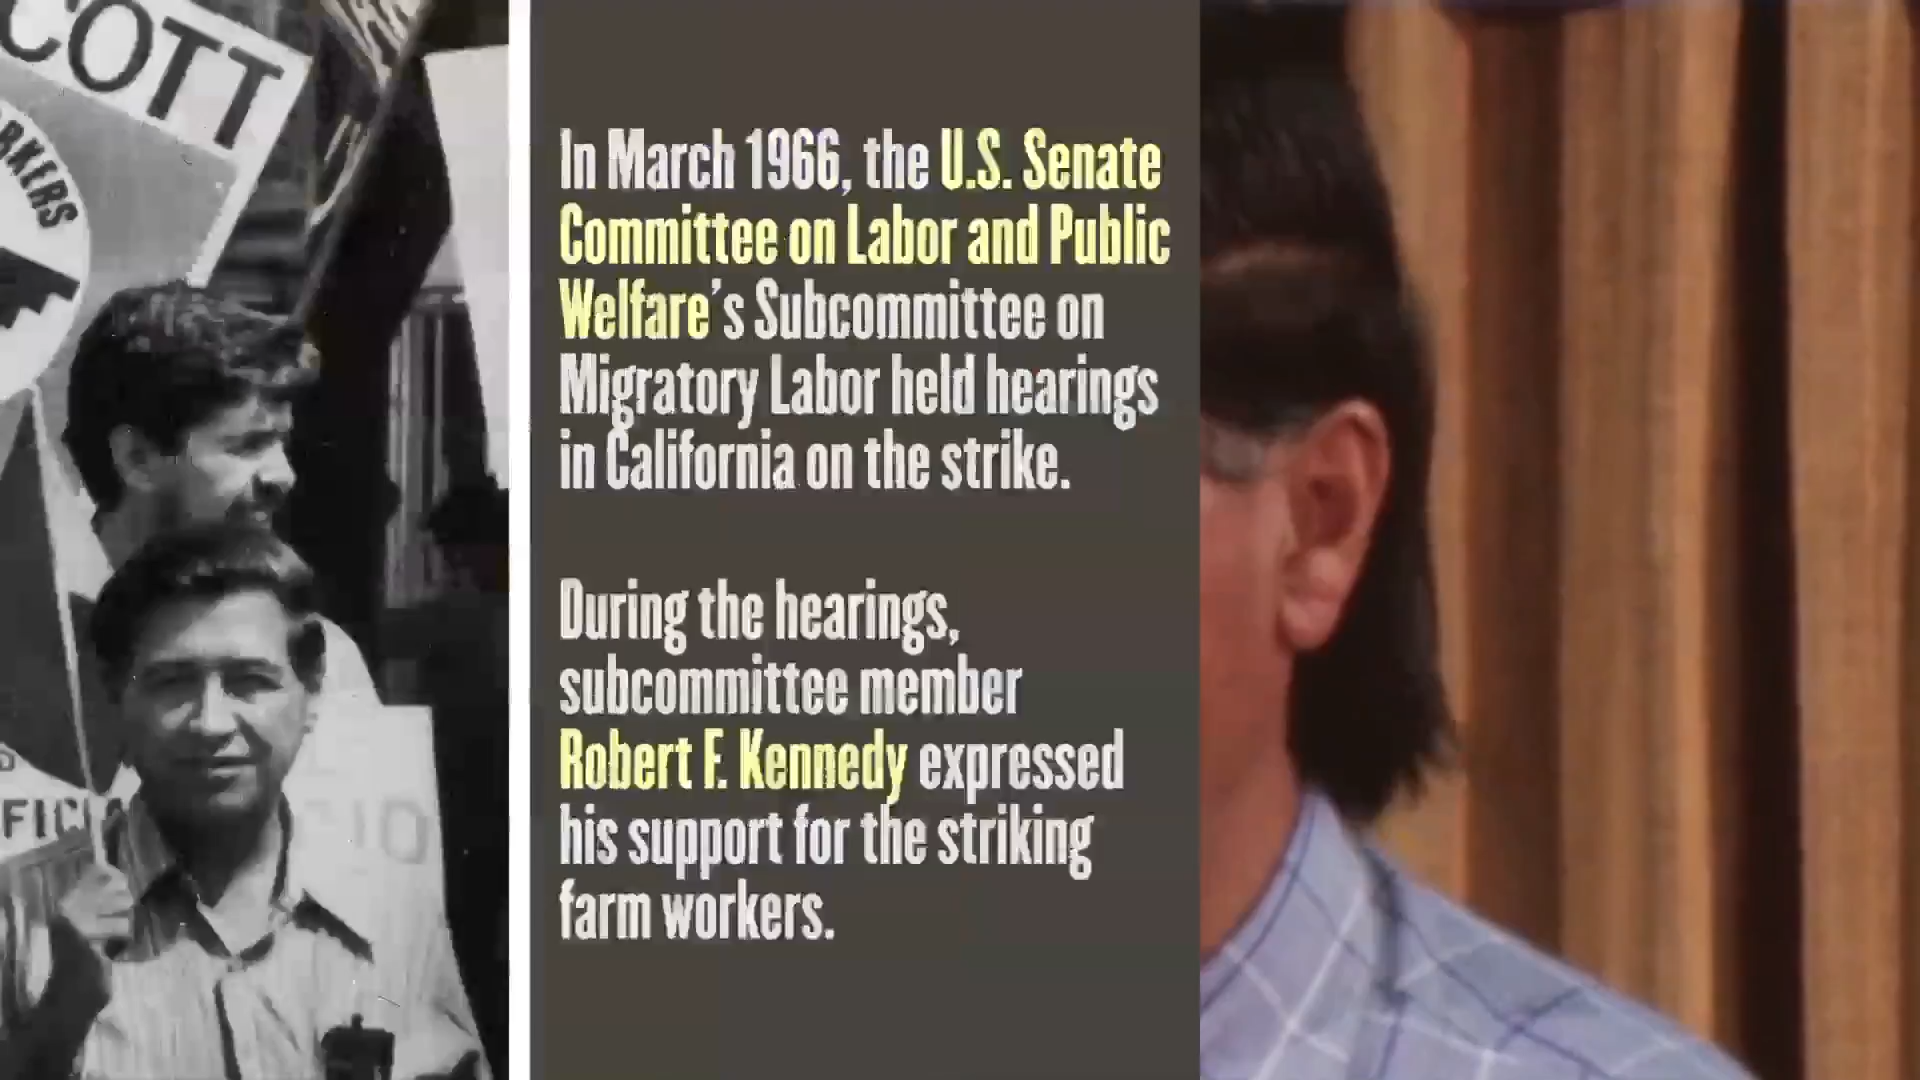 COTT
RKERS
In March 1966, the U.S. Senate
Committee on Labor and Public
Welfare's Subcommittee on
Migratory Labor held hearings
in California on the strike.
During the hearings,
subcommittee member
Robert F. Kennedy expressed
his support for the striking
farm workers.
FICI